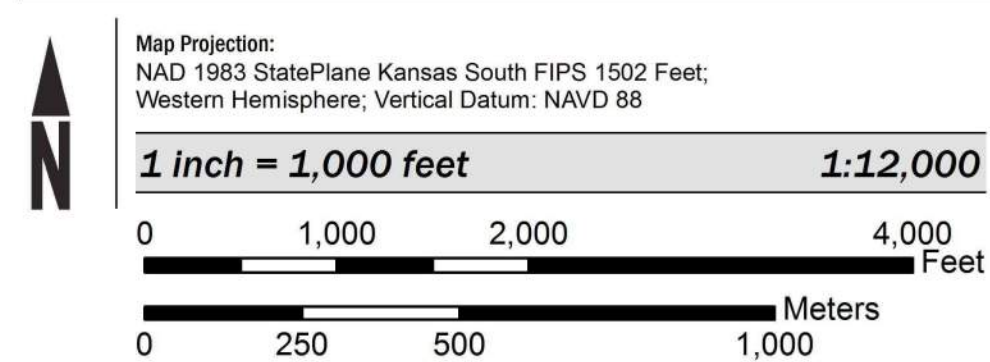 N
Map Projection:
NAD 1983 StatePlane Kansas South FIPS 1502 Feet;
Western Hemisphere; Vertical Datum: NAVD 88
1 inch = 1,000 feet 1:12,000
0 1,000 2,000 4,000
Feet
Meters
0 250 500 1,000